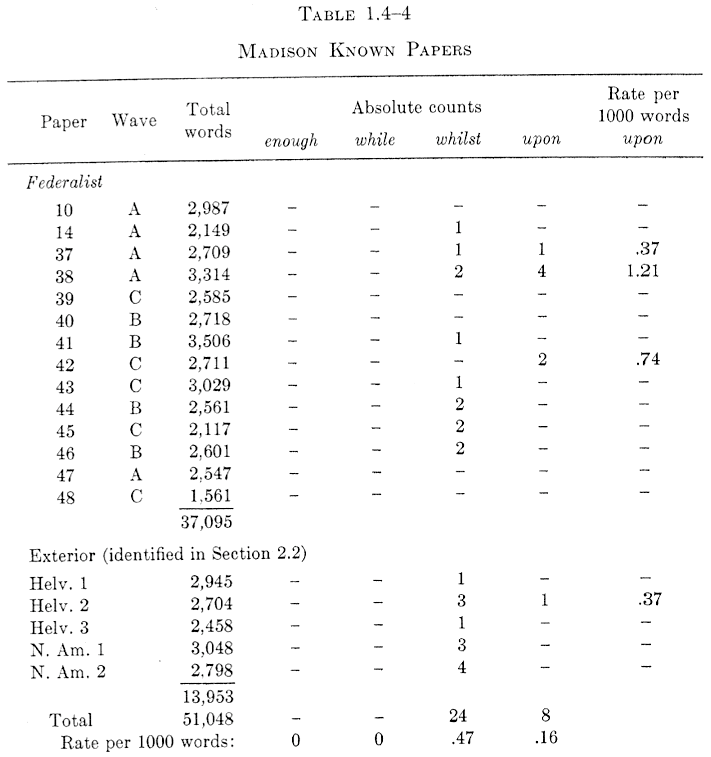 TABLE 1.4–4
MADISON KNOWN PAPERS
Paper Wave Total words Absolute counts Rate per 1000 words
enough while whilst upon upon
Federalist
10 A 2,987 – – – – –
14 A 2,149 – – 1 – –
37 A 2,709 – – 1 1 .37
38 A 3,314 – – 2 4 1.21
39 C 2,585 – – – – –
40 B 2,718 – – – – –
41 B 3,506 – – 1 – –
42 C 2,711 – – – 2 .74
43 C 3,029 – – 1 – –
44 B 2,561 – – 2 – –
45 C 2,117 – – 2 – –
46 B 2,601 – – 2 – –
47 A 2,547 – – – – –
48 C 1,561 – – – – –
37,095
Exterior (identified in Section 2.2)
Helv. 1 2,945 – – 1 – –
Helv. 2 2,704 – – 3 1 .37
Helv. 3 2,458 – – 1 – –
N. Am. 1 3,048 – – 3 – –
N. Am. 2 2,798 – – 4 – –
13,953
Total 51,048 – – 24 8
Rate per 1000 words: 0 0 .47 .16